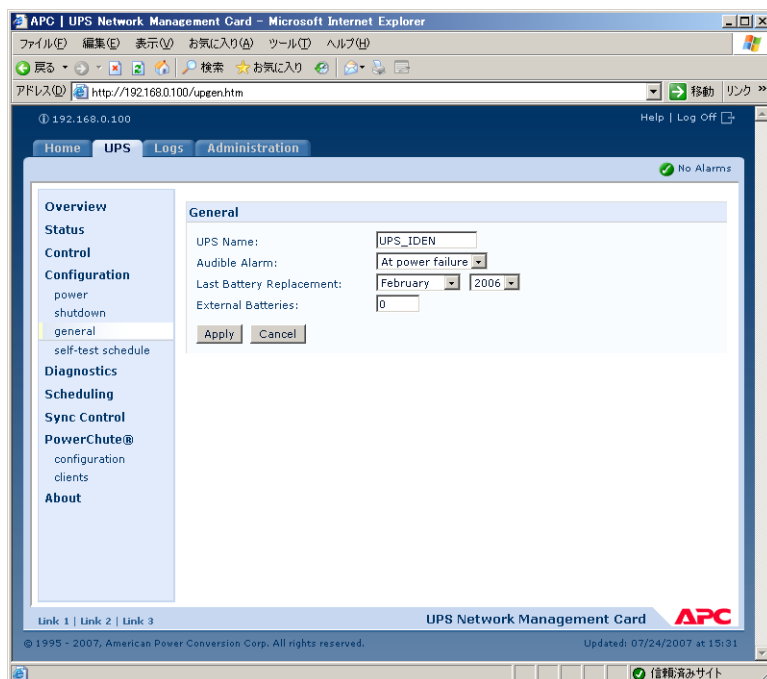 APC | UPS Network Management Card - Microsoft Internet Explorer
ファイル(F) 編集(E) 表示(V) お気に入り(A) ツール(T) ヘルプ(H)
戻る 検索 お気に入り
アドレス(D) http://192.168.0.100/upgen.htm 移動 リンク »
192.168.0.100 Help | Log Off
Home UPS Logs Administration
No Alarms
Overview
Status
Control
Configuration
power
shutdown
general
self-test schedule
Diagnostics
Scheduling
Sync Control
PowerChute®
configuration
clients
About
General
UPS Name: UPS_IDEN
Audible Alarm: At power failure
Last Battery Replacement: February 2006
External Batteries: 0
Apply Cancel
Link 1 | Link 2 | Link 3 UPS Network Management Card APC
© 1995 - 2007, American Power Conversion Corp. All rights reserved. Updated: 07/24/2007 at 15:31
信頼済みサイト